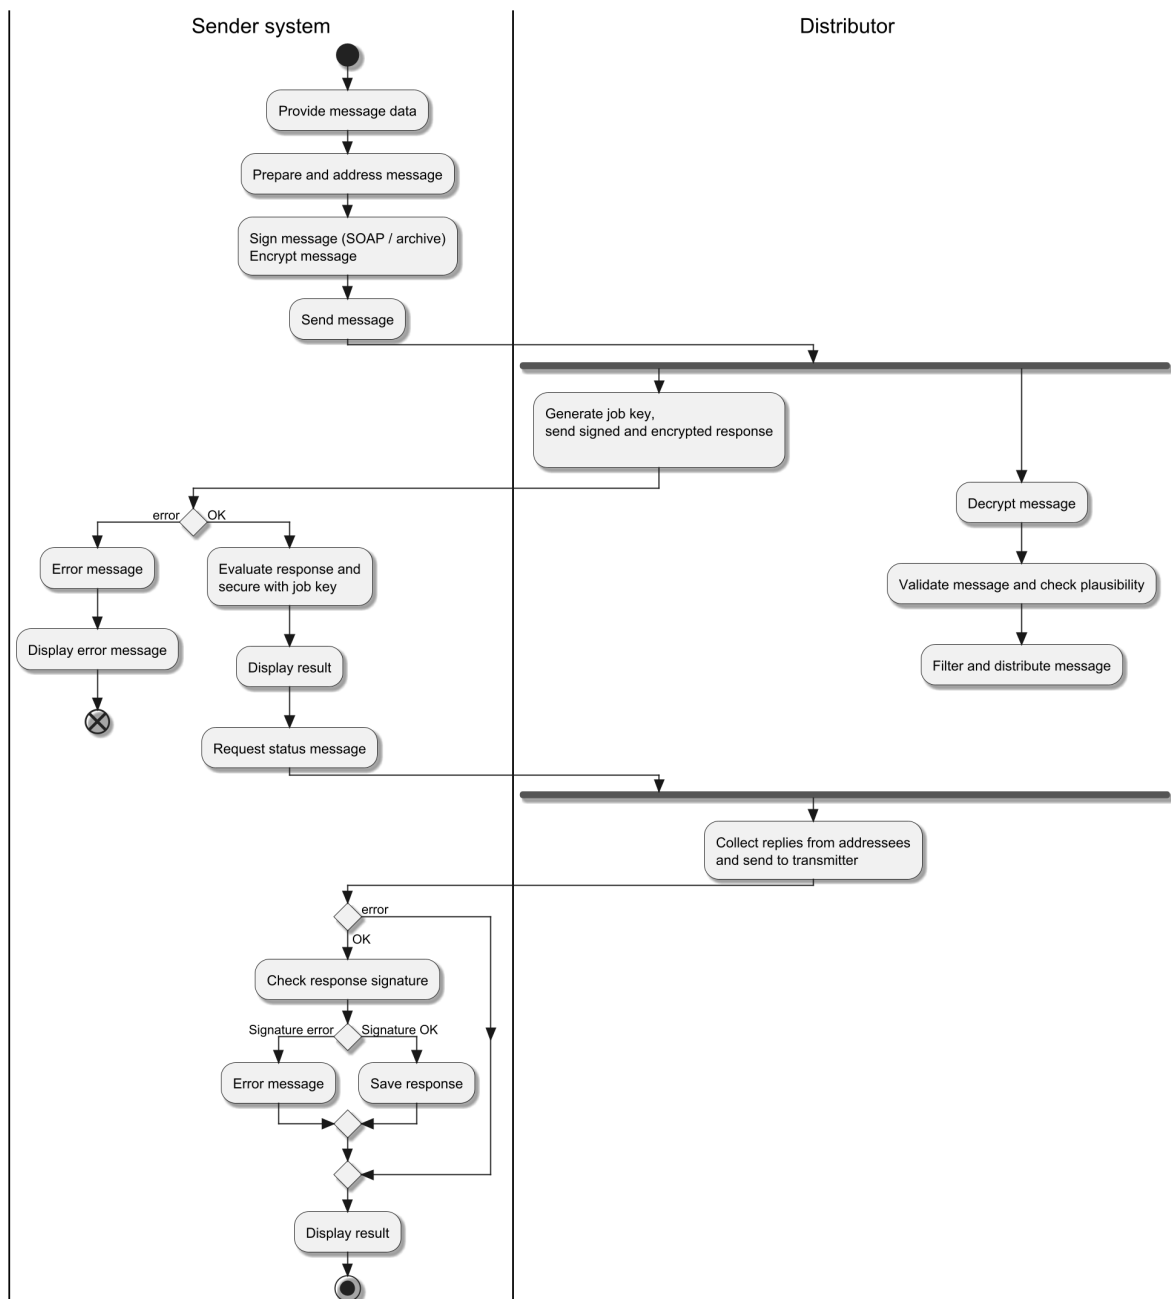 Sender system
Distributor
Provide message data
Prepare and address message
Sign message (SOAP / archive)
Encrypt message
Send message
Generate job key,
send signed and encrypted response
Decrypt message
error
OK
Error message
Evaluate response and
secure with job key
Validate message and check plausibility
Display error message
Display result
Filter and distribute message
Request status message
Collect replies from addressees
and send to transmitter
error
OK
Check response signature
Signature error
Signature OK
Error message
Save response
Display result